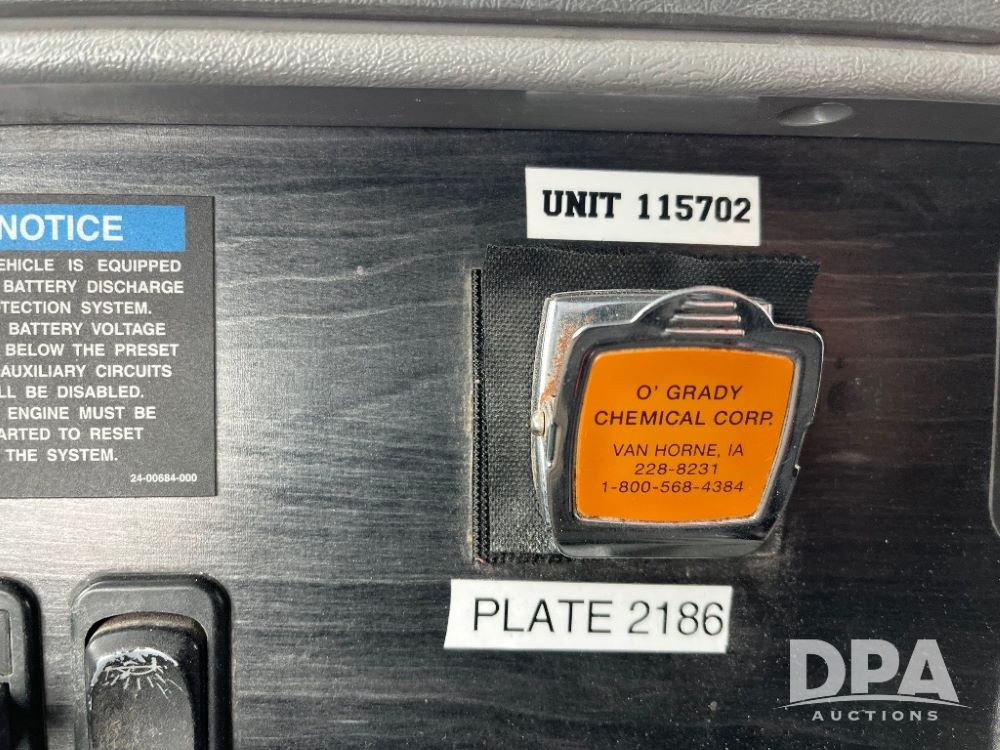 NOTICE
EHICLE IS EQUIPPED
BATTERY DISCHARGE
OTECTION SYSTEM.
BATTERY VOLTAGE
BELOW THE PRESET
AUXILIARY CIRCUITS
LL BE DISABLED.
ENGINE MUST BE
ARTED TO RESET
THE SYSTEM.
24-00684-000
UNIT 115702
O' GRADY
CHEMICAL CORP.
VAN HORNE, IA
228-8231
1-800-568-4384
PLATE 2186
DPA
AUCTIONS